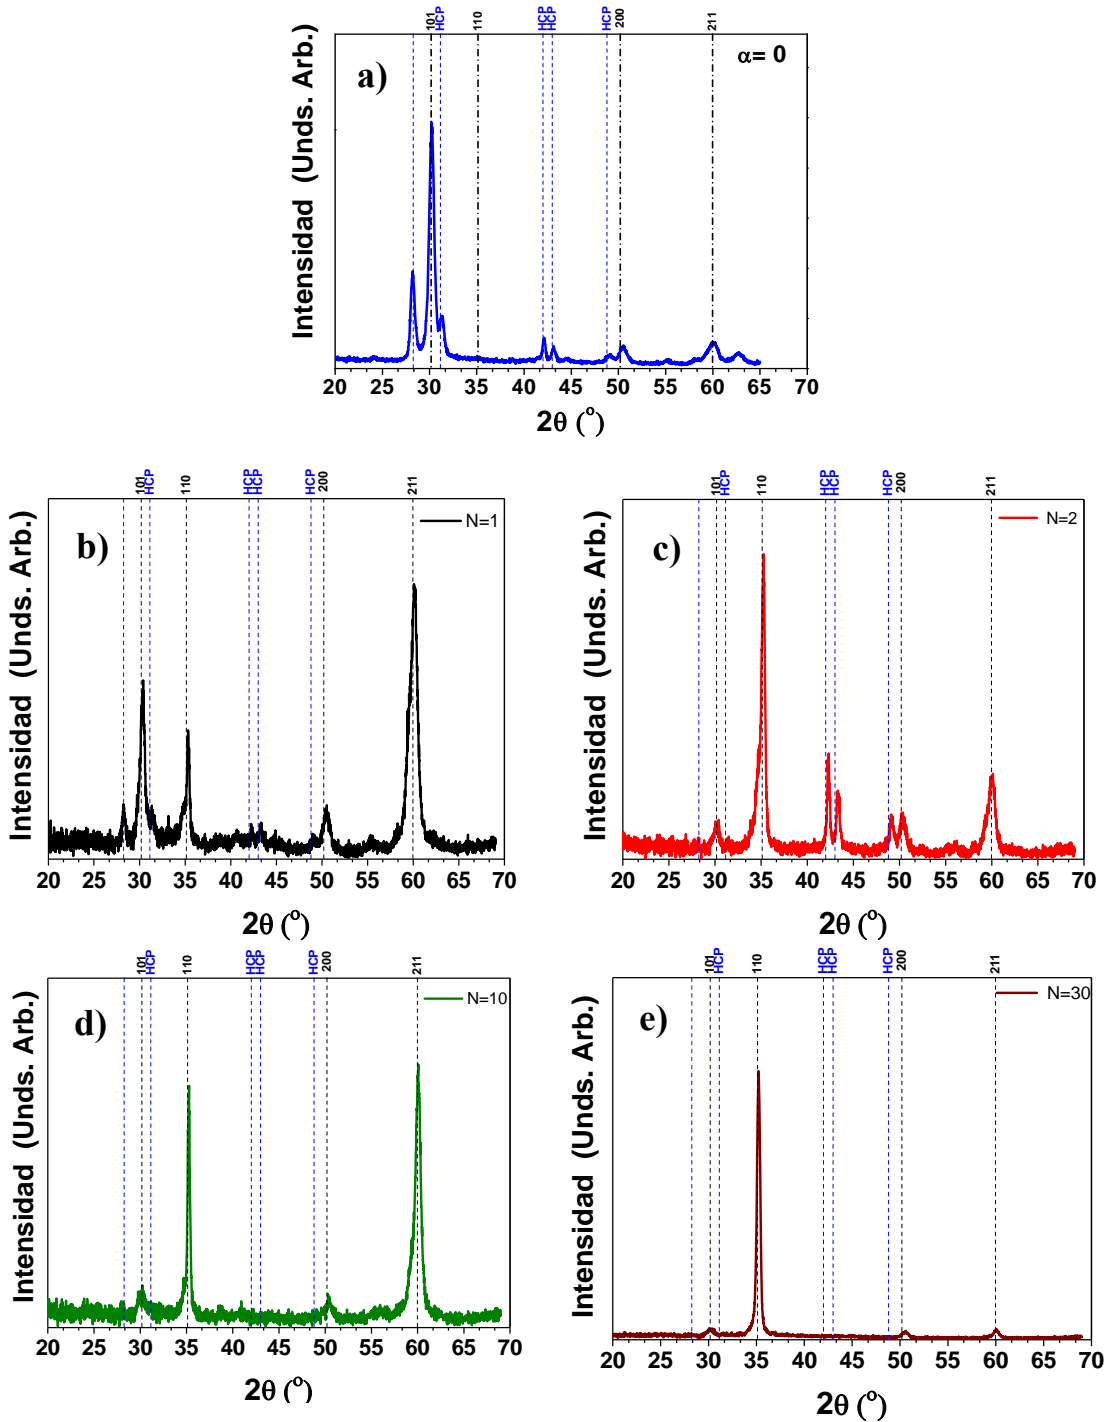 101 HCP 110 HCP HCP HCP 200 211
a)
α= 0
Intensidad (Unds. Arb.)
20 25 30 35 40 45 50 55 60 65 70
2θ (°)
101 HCP 110 HCP HCP HCP 200 211
b)
N=1
Intensidad (Unds. Arb.)
20 25 30 35 40 45 50 55 60 65 70
2θ (°)
101 HCP 110 HCP HCP HCP 200 211
c)
N=2
Intensidad (Unds. Arb.)
20 25 30 35 40 45 50 55 60 65 70
2θ (°)
101 HCP 110 HCP HCP HCP 200 211
d)
N=10
Intensidad (Unds. Arb.)
20 25 30 35 40 45 50 55 60 65 70
2θ (°)
101 HCP 110 HCP HCP HCP 200 211
e)
N=30
Intensidad (Unds. Arb.)
20 25 30 35 40 45 50 55 60 65 70
2θ (°)